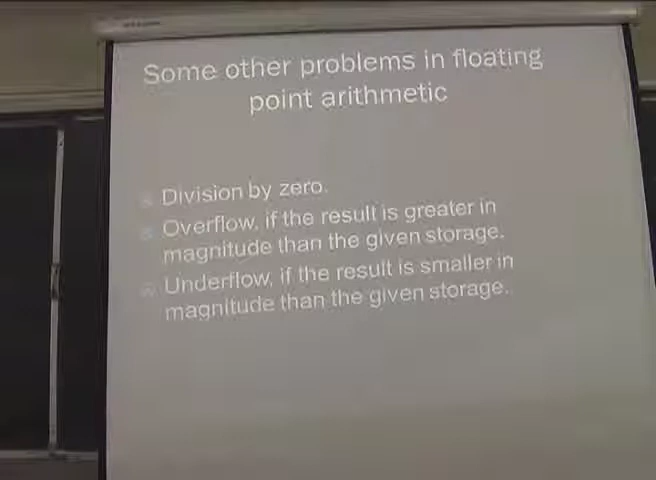 Some other problems in floating
point arithmetic
Division by zero.
Overflow, if the result is greater in
magnitude than the given storage.
Underflow, if the result is smaller in
magnitude than the given storage.